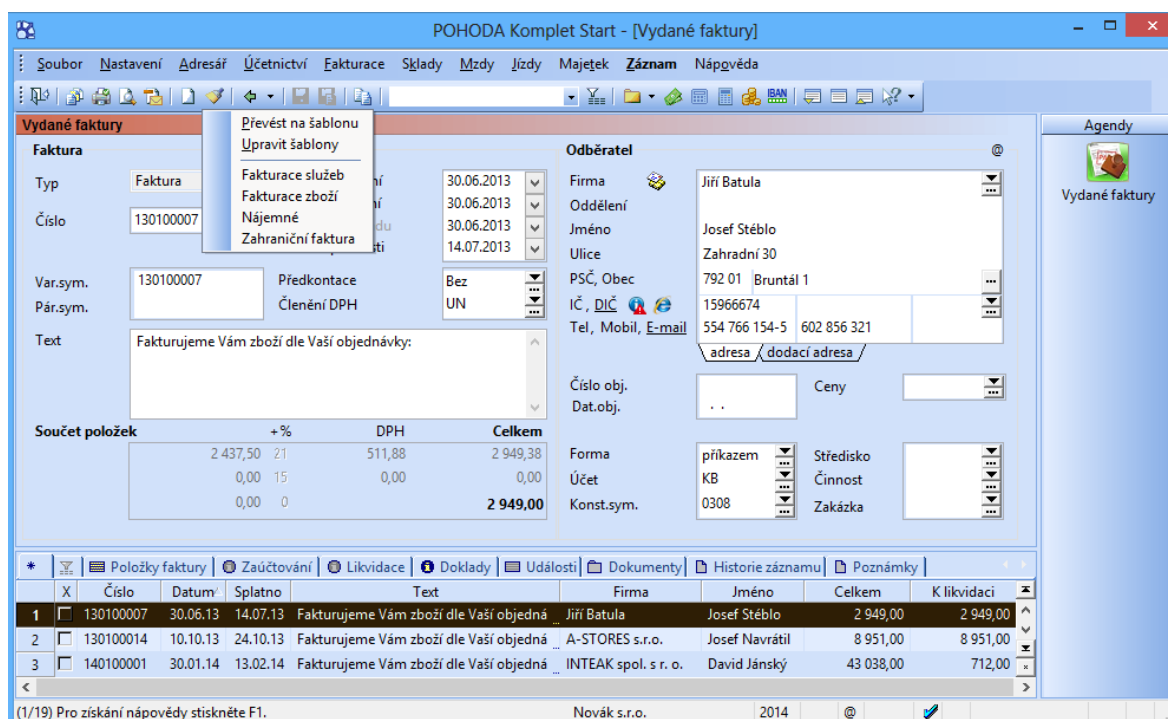 POHODA Komplet Start - [Vydané faktury]
Soubor Nastavení Adresář Účetnictví Fakturace Sklady Mzdy Jízdy Majetek Záznam Nápověda
IBAN
Vydané faktury
Převést na šablonu
Upravit šablony
Fakturace služeb
Fakturace zboží
Nájemné
Zahraniční faktura
Agendy
Vydané faktury
Faktura
Typ Faktura ní 30.06.2013
ní 30.06.2013
Číslo 130100007 du 30.06.2013
ti 14.07.2013
Var.sym. 130100007 Předkontace Bez
Pár.sym. Členění DPH UN
Text Fakturujeme Vám zboží dle Vaší objednávky:
Součet položek +% DPH Celkem
2 437,50 21 511,88 2 949,38
0,00 15 0,00 0,00
0,00 0 2 949,00
Odběratel @
Firma Jiří Batula
Oddělení
Jméno Josef Stéblo
Ulice Zahradní 30
PSČ, Obec 792 01 Bruntál 1
IČ , DIČ 15966674
Tel, Mobil, E-mail 554 766 154-5 602 856 321
adresa dodací adresa
Číslo obj. Ceny
Dat.obj. . .
Forma příkazem Středisko
Účet KB Činnost
Konst.sym. 0308 Zakázka
* Položky faktury Zaúčtování Likvidace Doklady Události Dokumenty Historie záznamu Poznámky
X Číslo Datum Splatno Text Firma Jméno Celkem K likvidaci
1 130100007 30.06.13 14.07.13 Fakturujeme Vám zboží dle Vaší objedná ... Jiří Batula Josef Stéblo 2 949,00 2 949,00
2 130100014 10.10.13 24.10.13 Fakturujeme Vám zboží dle Vaší objedná ... A-STORES s.r.o. Josef Navrátil 8 951,00 8 951,00
3 140100001 30.01.14 13.02.14 Fakturujeme Vám zboží dle Vaší objedná ... INTEAK spol. s r. o. David Jánský 43 038,00 712,00
(1/19) Pro získání nápovědy stiskněte F1. Novák s.r.o. 2014 @